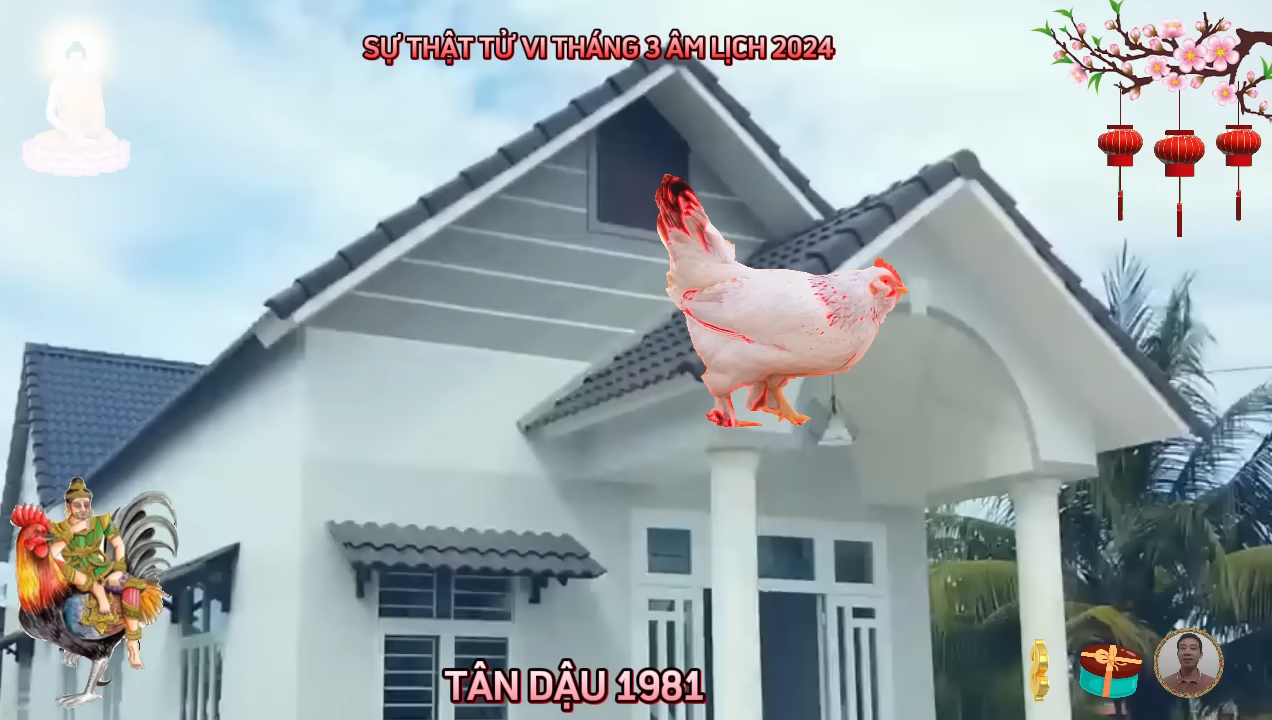 SỰ THẬT TỬ VI THÁNG 3 ÂM LỊCH 2024
TÂN DẬU 1981